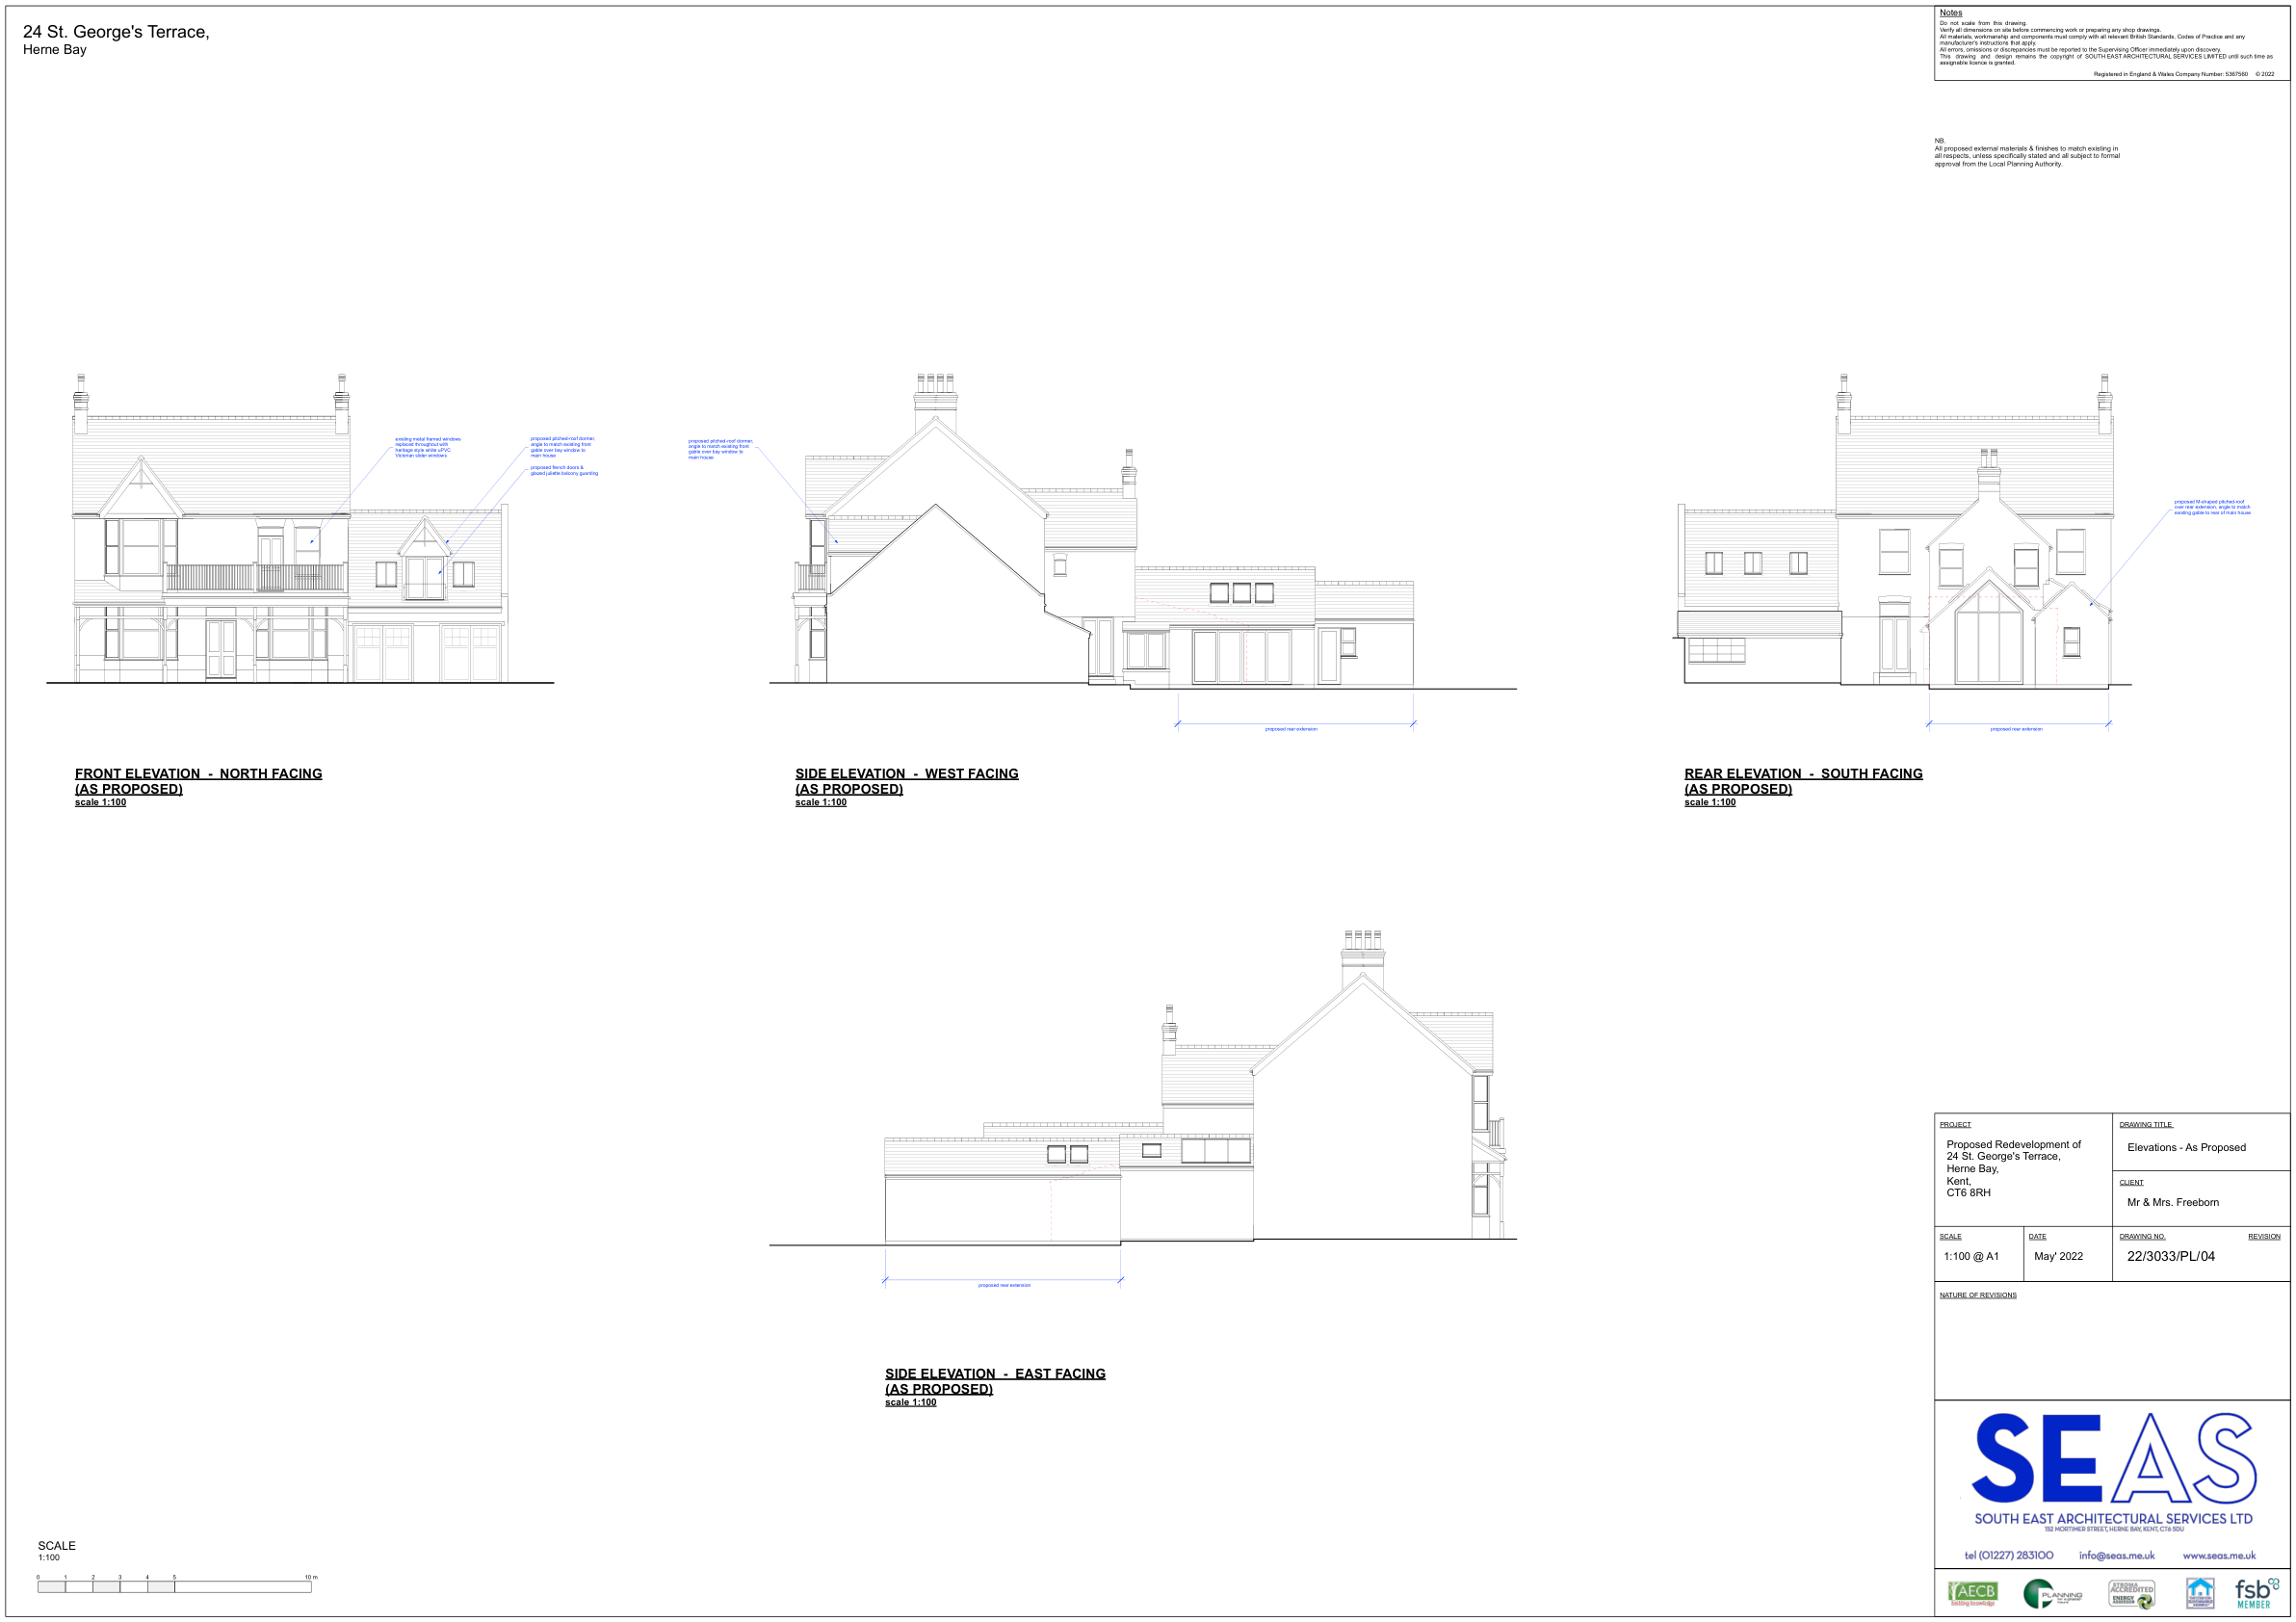 24 St. George's Terrace,
Herne Bay
Notes
Do not scale from this drawing.
Verify all dimensions on site before commencing work or preparing any shop drawings.
All materials, workmanship and components must comply with all relevant British Standards, Codes of Practice and any
manufacturer's instructions that apply.
All errors, omissions or discrepancies must be reported to the Supervising Officer immediately upon discovery.
This drawing and design remains the copyright of SOUTH EAST ARCHITECTURAL SERVICES LIMITED until such time as
assignable licence is granted.
Registered in England & Wales Company Number: 5367560 © 2022
NB.
All proposed external materials & finishes to match existing in
all respects, unless specifically stated and all subject to formal
approval from the Local Planning Authority.
existing metal framed windows
replaced throughout with
heritage style white uPVC
Victorian slider windows
proposed pitched-roof dormer,
angle to match existing front
gable over bay window to
main house
proposed french doors &
glazed juliette balcony guarding
proposed pitched-roof dormer,
angle to match existing front
gable over bay window to
main house
proposed M-shaped pitched-roof
over rear extension, angle to match
existing gable to rear of main house
proposed rear extension
proposed rear extension
FRONT ELEVATION - NORTH FACING
(AS PROPOSED)
scale 1:100
SIDE ELEVATION - WEST FACING
(AS PROPOSED)
scale 1:100
REAR ELEVATION - SOUTH FACING
(AS PROPOSED)
scale 1:100
proposed rear extension
SIDE ELEVATION - EAST FACING
(AS PROPOSED)
scale 1:100
PROJECT
Proposed Redevelopment of
24 St. George's Terrace,
Herne Bay,
Kent,
CT6 8RH
DRAWING TITLE
Elevations - As Proposed
CLIENT
Mr & Mrs. Freeborn
SCALE
1:100 @ A1
DATE
May' 2022
DRAWING NO.
22/3033/PL/04
REVISION
NATURE OF REVISIONS
SEAS
SOUTH EAST ARCHITECTURAL SERVICES LTD
152 MORTIMER STREET, HERNE BAY, KENT, CT6 5DU
tel (01227) 283100 info@seas.me.uk www.seas.me.uk
AECB
building knowledge
PLANNING
STROMA
ACCREDITED
ENERGY
ASSESSOR
fsb
MEMBER
SCALE
1:100
0 1 2 3 4 5 10 m